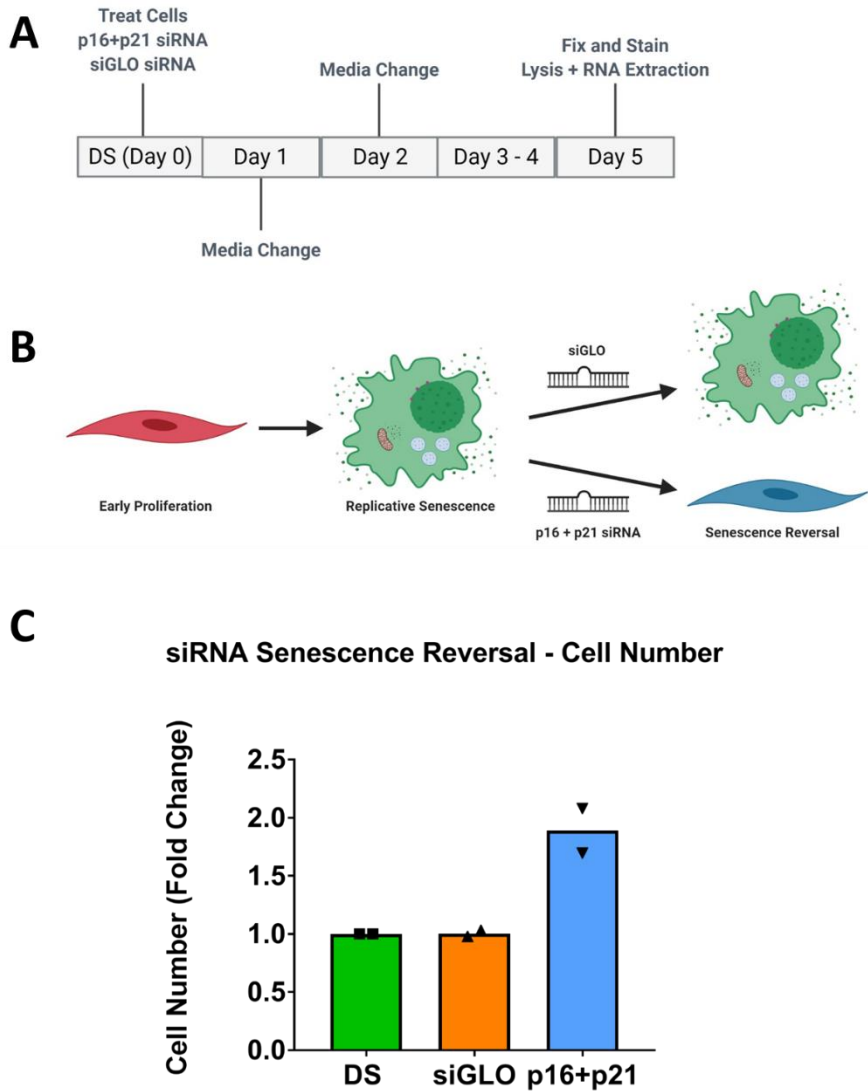 A
Treat Cells
p16+p21 siRNA
siGLO siRNA
Media Change
Fix and Stain
Lysis + RNA Extraction
DS (Day 0)
Day 1
Day 2
Day 3 - 4
Day 5
Media Change
B
siGLO
Early Proliferation
Replicative Senescence
p16 + p21 siRNA
Senescence Reversal
C
siRNA Senescence Reversal - Cell Number
Cell Number (Fold Change)
2.5
2.0
1.5
1.0
0.5
0.0
DS
siGLO
p16+p21